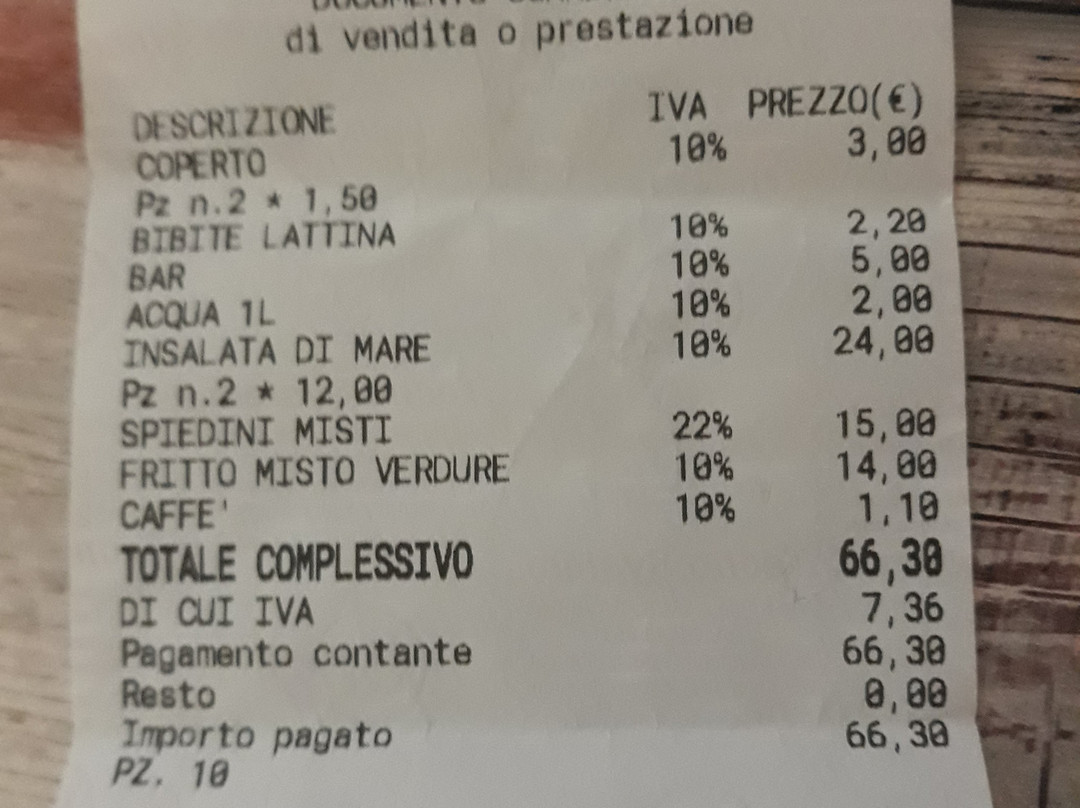 di vendita o prestazione
DESCRIZIONE IVA PREZZO(€)
COPERTO 10% 3,00
Pz n.2 * 1,50
BIBITE LATTINA 10% 2,20
BAR 10% 5,00
ACQUA 1L 10% 2,00
INSALATA DI MARE 10% 24,00
Pz n.2 * 12,00
SPIEDINI MISTI 22% 15,00
FRITTO MISTO VERDURE 10% 14,00
CAFFE' 10% 1,10
TOTALE COMPLESSIVO 66,30
DI CUI IVA 7,36
Pagamento contante 66,30
Resto 0,00
Importo pagato 66,30
PZ. 10